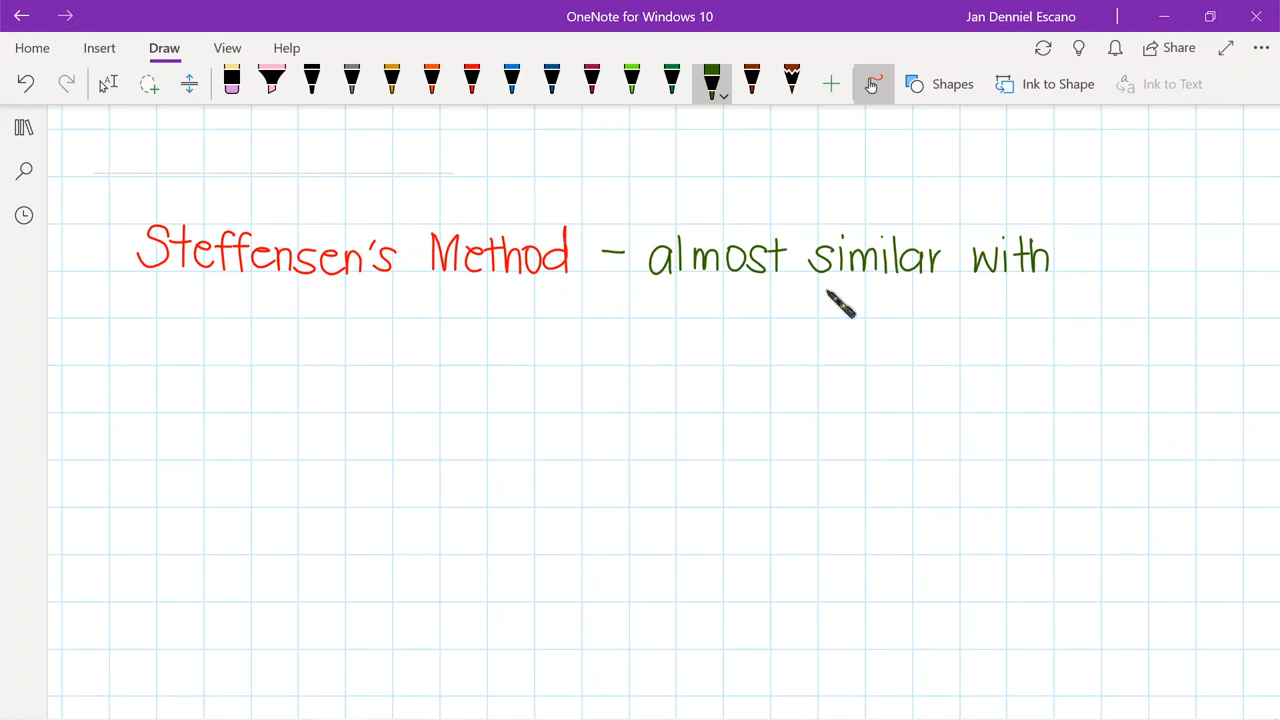 OneNote for Windows 10
Jan Denniel Escano
Home Insert Draw View Help
Share
Shapes Ink to Shape Ink to Text
Steffensen's Method - almost similar with